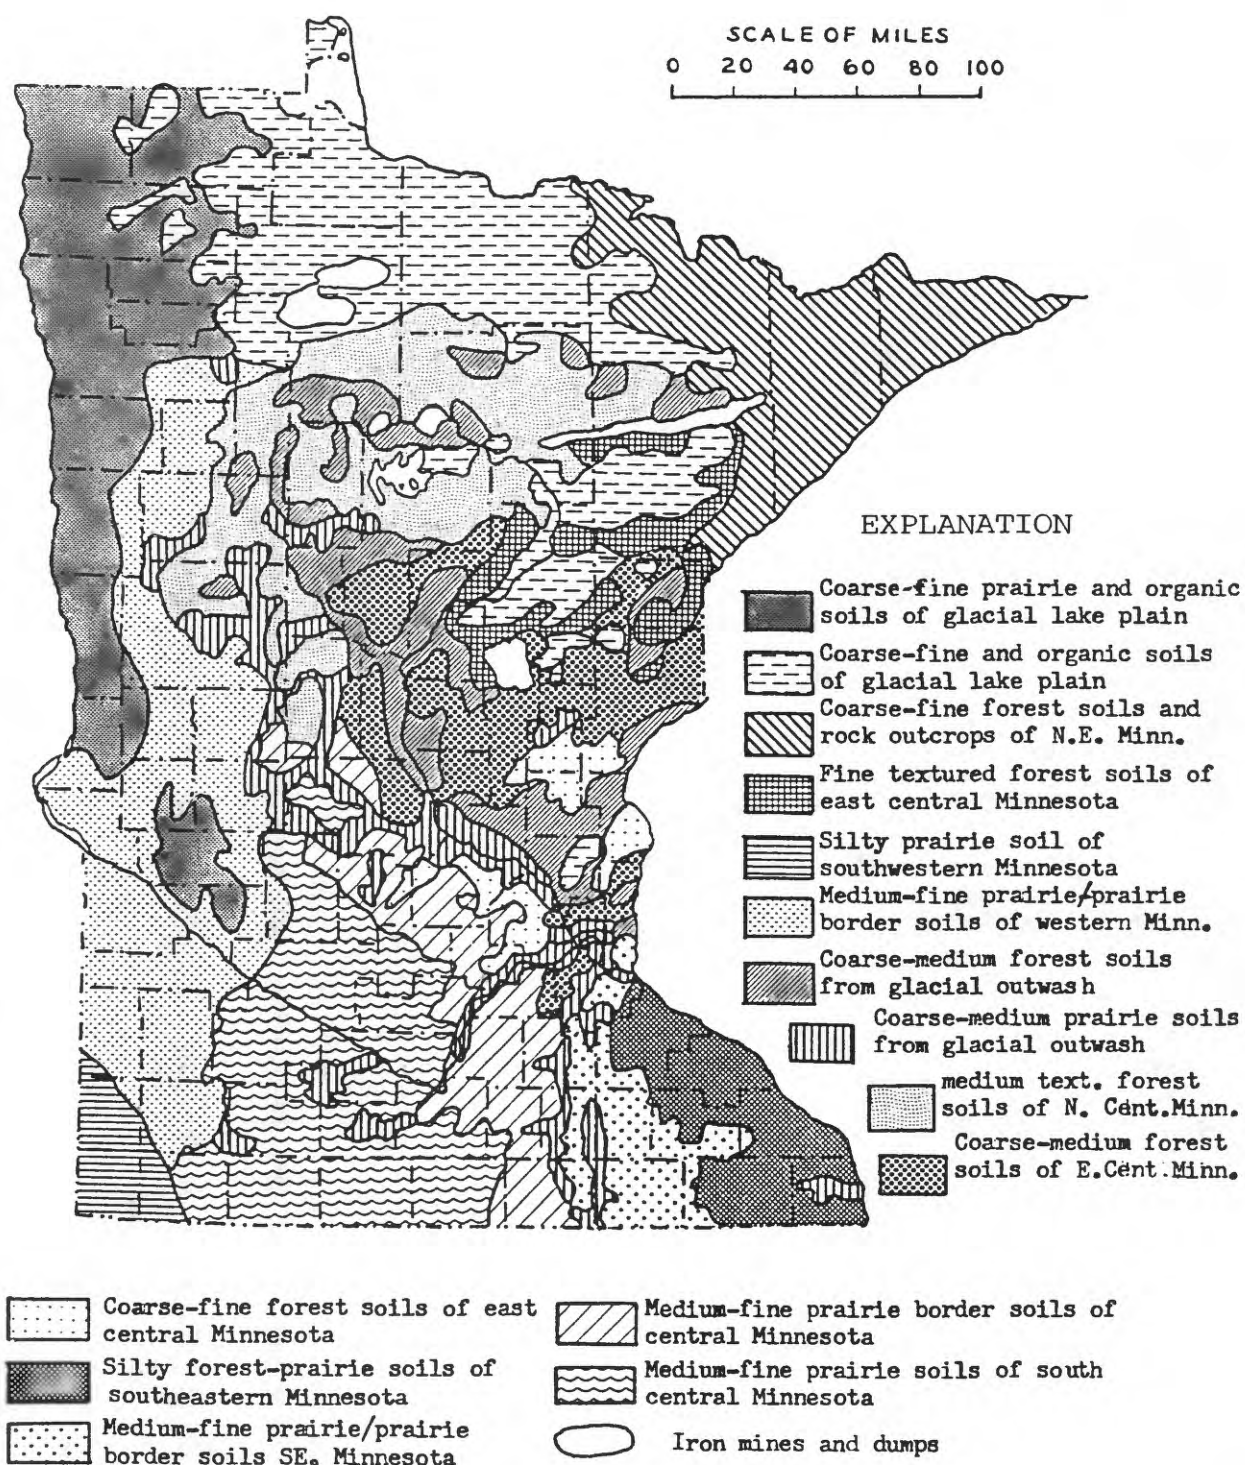 SCALE OF MILES
0 20 40 60 80 100
EXPLANATION
Coarse-fine prairie and organic
soils of glacial lake plain
Coarse-fine and organic soils
of glacial lake plain
Coarse-fine forest soils and
rock outcrops of N.E. Minn.
Fine textured forest soils of
east central Minnesota
Silty prairie soil of
southwestern Minnesota
Medium-fine prairie/prairie
border soils of western Minn.
Coarse-medium forest soils
from glacial outwash
Coarse-medium prairie soils
from glacial outwash
medium text. forest
soils of N. Cent.Minn.
Coarse-medium forest
soils of E.Cent.Minn.
Coarse-fine forest soils of east
central Minnesota
Silty forest-prairie soils of
southeastern Minnesota
Medium-fine prairie/prairie
border soils SE. Minnesota
Medium-fine prairie border soils of
central Minnesota
Medium-fine prairie soils of south
central Minnesota
Iron mines and dumps